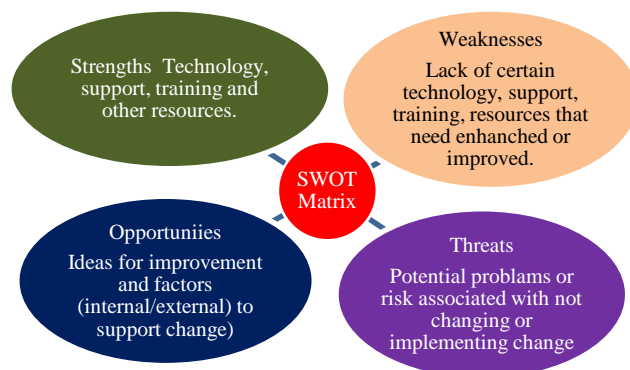 Strengths  Technology,
support, training and
other resources.
Weaknesses
Lack of certain
technology, support,
training, resources that
need enhanched or
improved.
SWOT
Matrix
Opportuniies
Ideas for improvement
and factors
(internal/external) to
support change)
Threats
Potential problams or
risk associated with not
changing or
implementing change